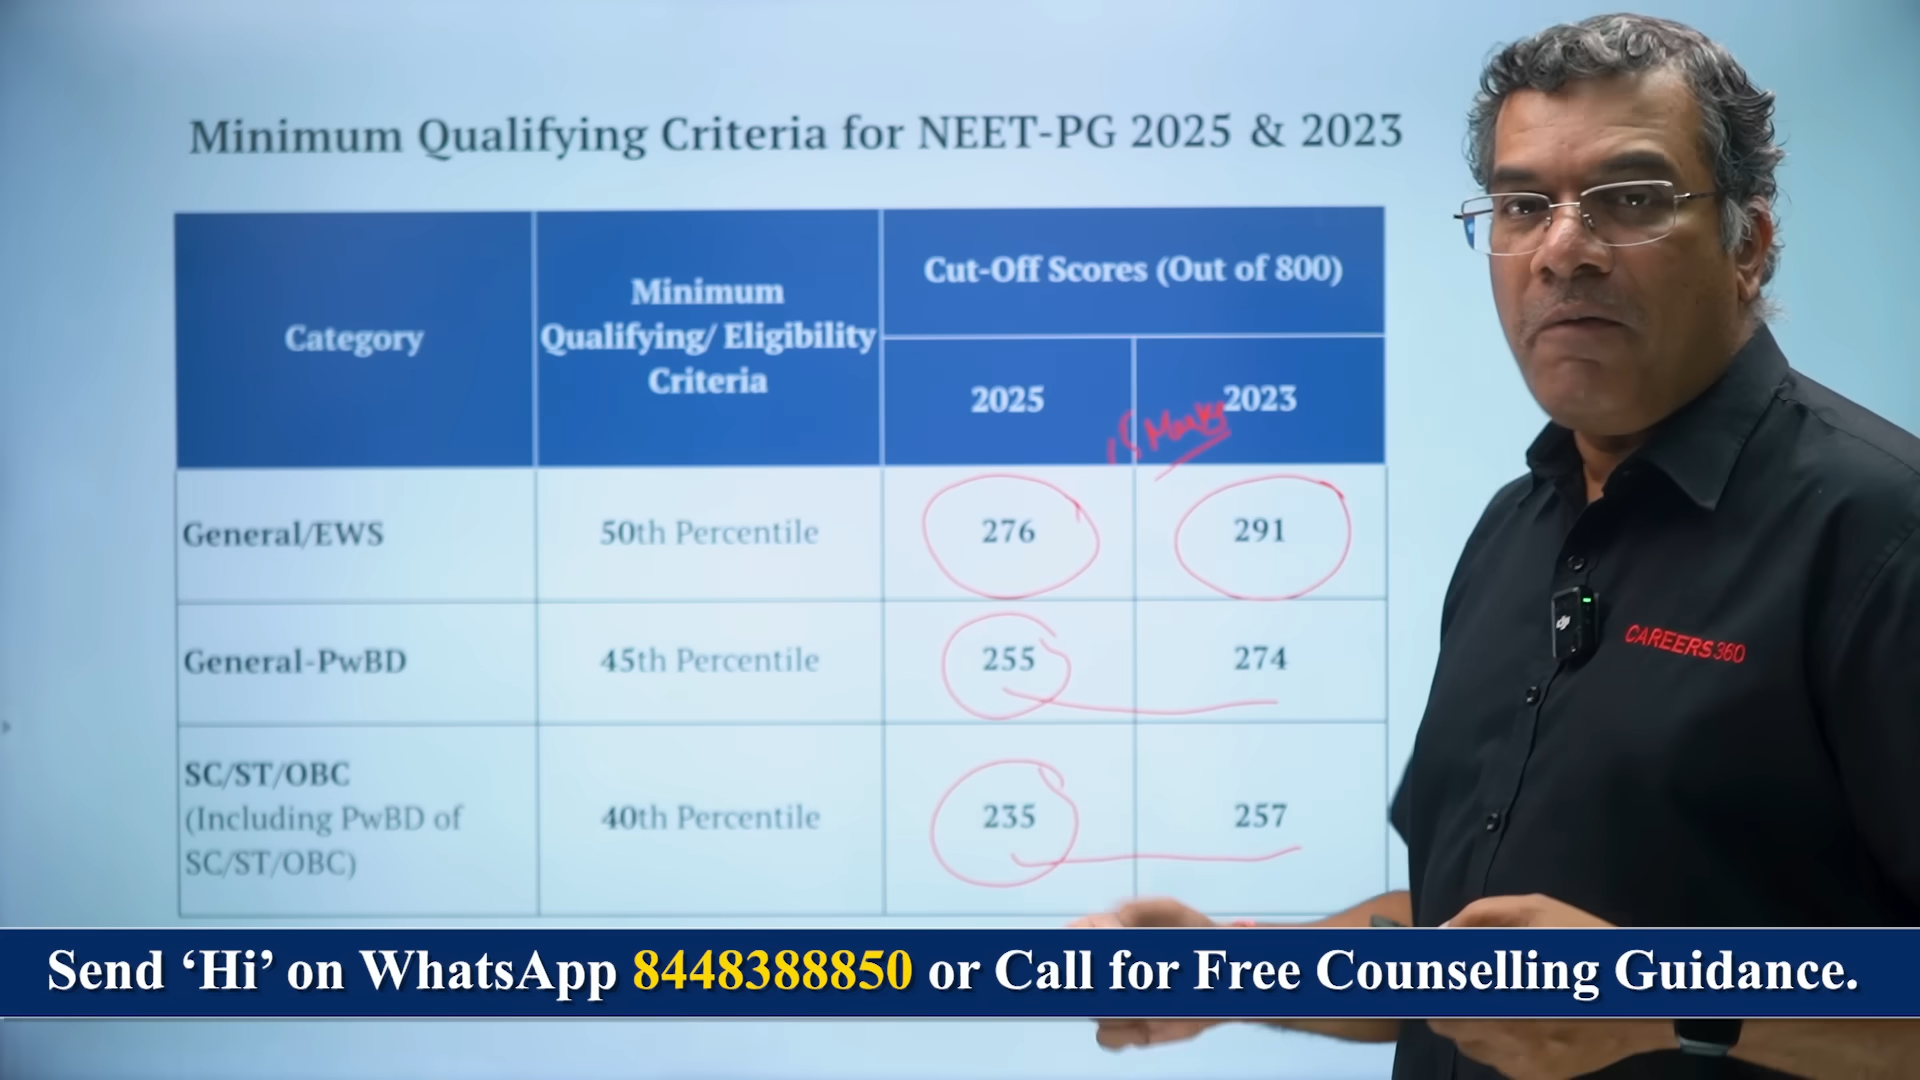 Minimum Qualifying Criteria for NEET-PG 2025 & 2023
Category
Minimum
Qualifying/ Eligibility
Criteria
Cut-Off Scores (Out of 800)
2025
2023
15 Marks
General/EWS
50th Percentile
276
291
General-PwBD
45th Percentile
255
274
SC/ST/OBC
(Including PwBD of
SC/ST/OBC)
40th Percentile
235
257
CAREERS360
dji
Send ‘Hi’ on WhatsApp 8448388850 or Call for Free Counselling Guidance.